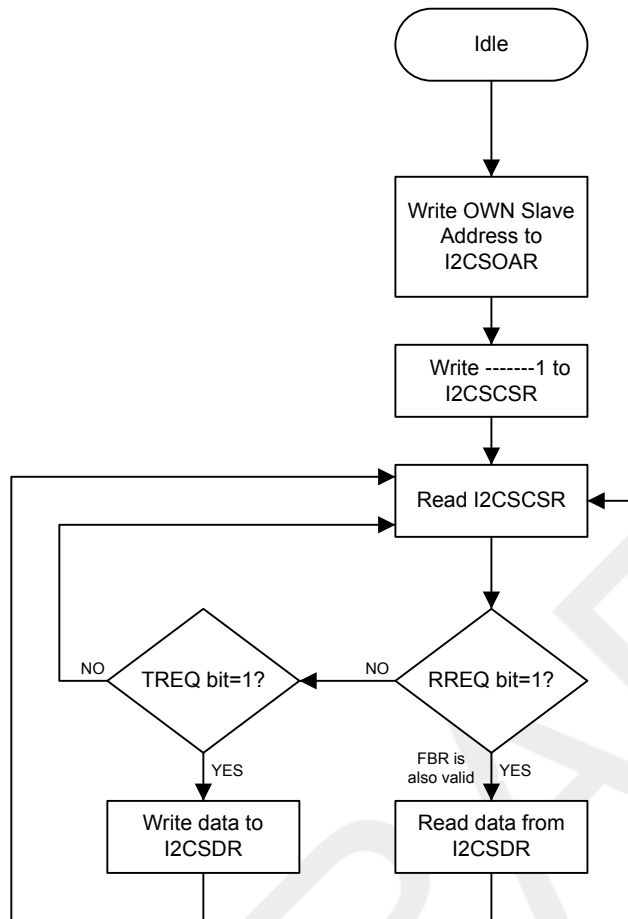 Idle
Write OWN Slave
Address to
I2CSOAR
Write -------1 to
I2CSCSR
Read I2CSCSR
NO
TREQ bit=1?
NO
RREQ bit=1?
YES
FBR is
also valid
YES
Write data to
I2CSDR
Read data from
I2CSDR